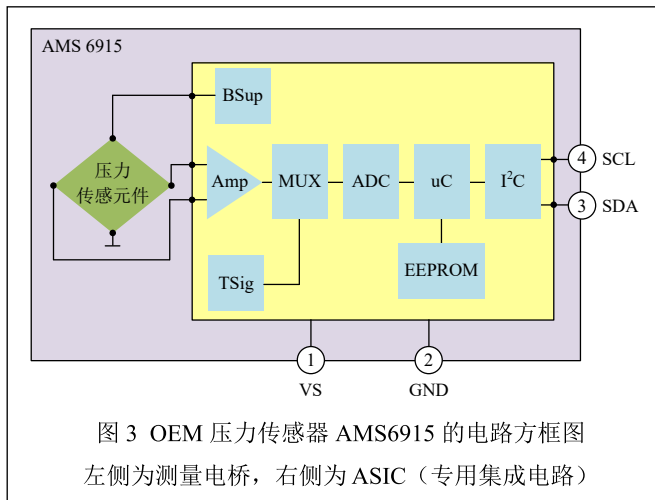 AMS 6915
BSup
压力
传感元件
Amp
MUX
ADC
uC
I²C
4 SCL
3 SDA
TSig
EEPROM
1
2
VS
GND
图 3 OEM 压力传感器 AMS6915 的电路方框图
左侧为测量电桥，右侧为 ASIC（专用集成电路）